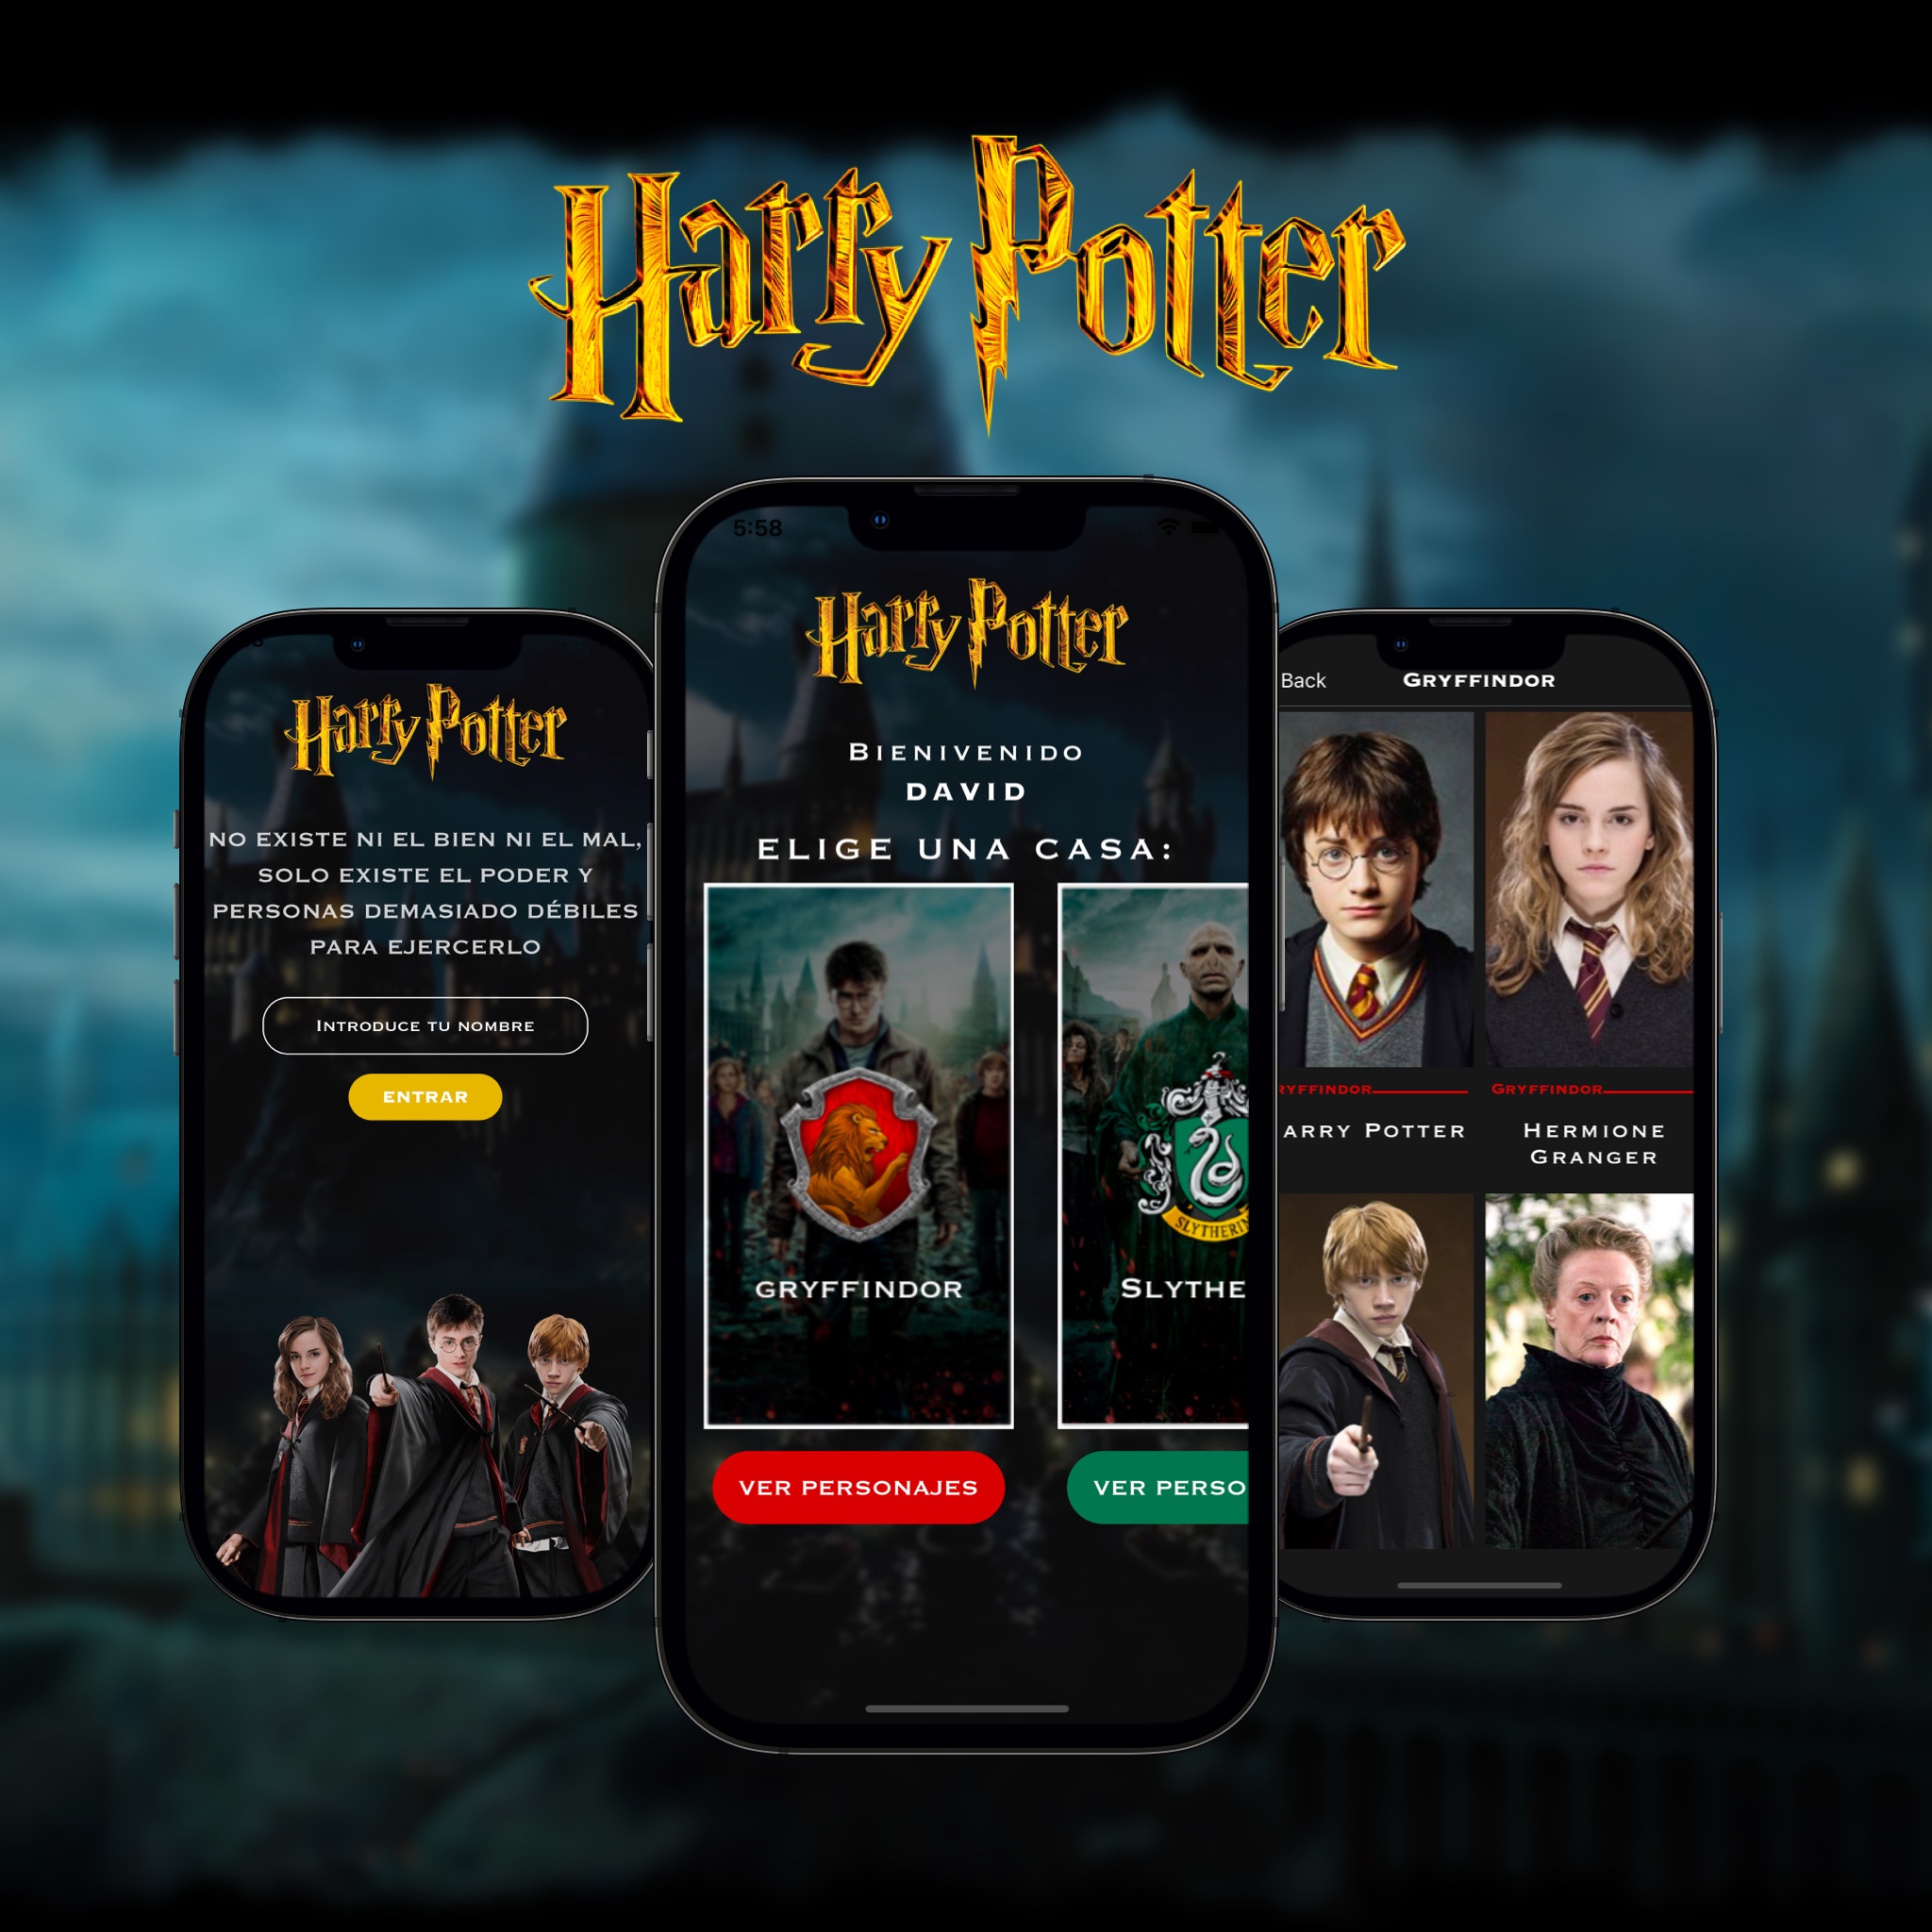 Harry Potter
Harry Potter
NO EXISTE NI EL BIEN NI EL MAL,
SOLO EXISTE EL PODER Y
PERSONAS DEMASIADO DÉBILES
PARA EJERCERLO
INTRODUCE TU NOMBRE
ENTRAR
5:58
Harry Potter
BIENIVENIDO
DAVID
ELIGE UNA CASA:
GRYFFINDOR
SLYTHERIN
SLYTHE
VER PERSONAJES
VER PERSO
Back
GRYFFINDOR
RYFFINDOR
GRYFFINDOR
ARRY POTTER
HERMIONE
GRANGER